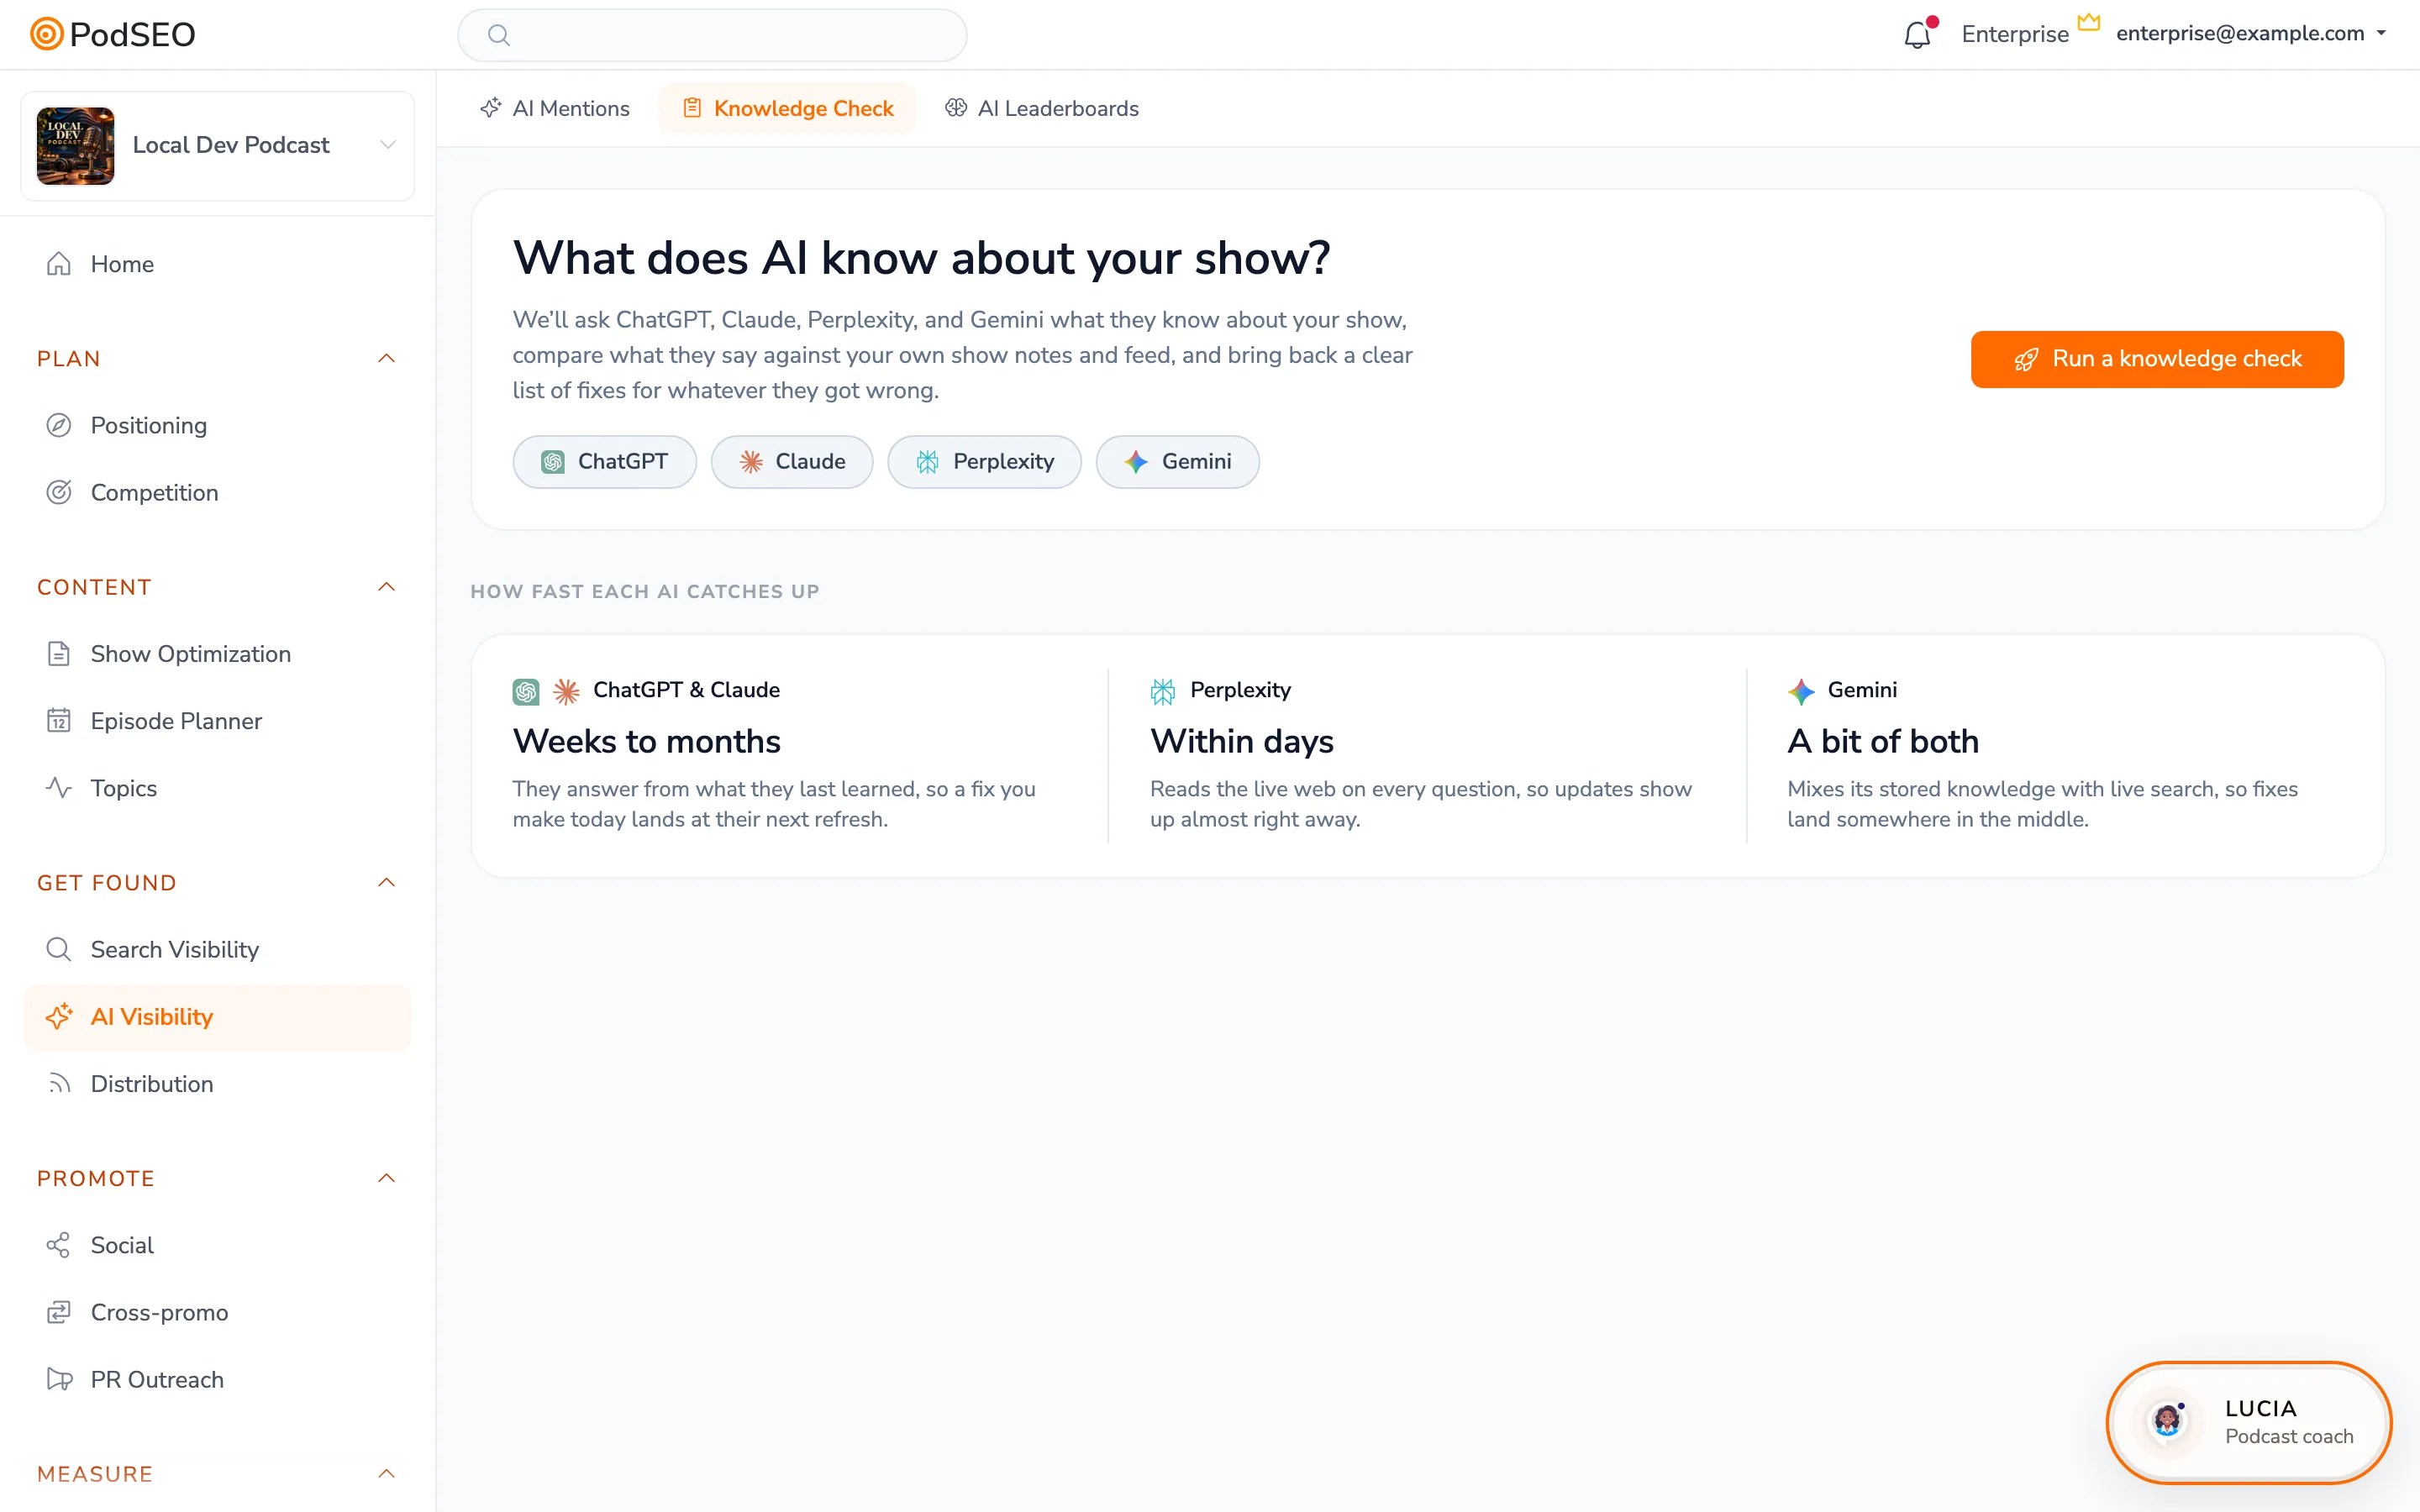 PodSEO
Enterprise
enterprise@example.com
LOCAL
DEV
PODCAST
Local Dev Podcast
AI Mentions
Knowledge Check
AI Leaderboards
Home
PLAN
Positioning
Competition
CONTENT
Show Optimization
12
Episode Planner
Topics
GET FOUND
Search Visibility
AI Visibility
Distribution
PROMOTE
Social
Cross-promo
PR Outreach
MEASURE
What does AI know about your show?
We’ll ask ChatGPT, Claude, Perplexity, and Gemini what they know about your show,
compare what they say against your own show notes and feed, and bring back a clear
list of fixes for whatever they got wrong.
ChatGPT
Claude
Perplexity
Gemini
Run a knowledge check
HOW FAST EACH AI CATCHES UP
ChatGPT & Claude
Weeks to months
They answer from what they last learned, so a fix you
make today lands at their next refresh.
Perplexity
Within days
Reads the live web on every question, so updates show
up almost right away.
Gemini
A bit of both
Mixes its stored knowledge with live search, so fixes
land somewhere in the middle.
LUCIA
Podcast coach